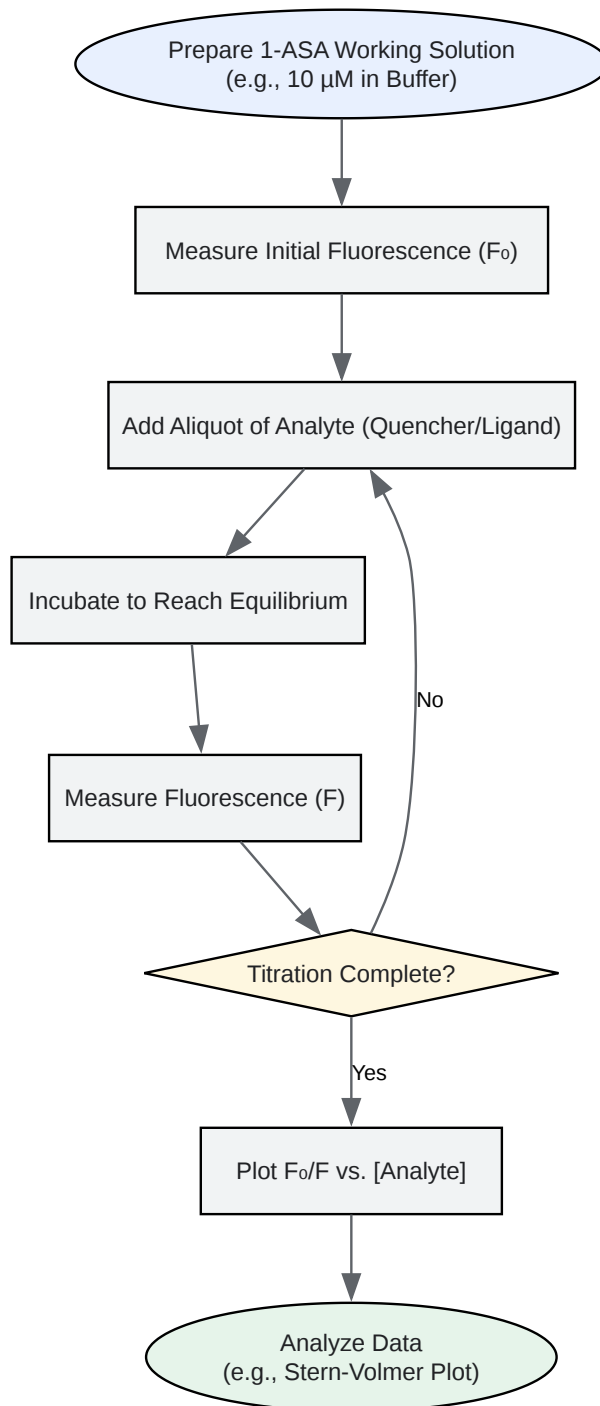 Prepare 1-ASA Working Solution
(e.g., 10 µM in Buffer)
Measure Initial Fluorescence (F₀)
Add Aliquot of Analyte (Quencher/Ligand)
Incubate to Reach Equilibrium
No
Measure Fluorescence (F)
Titration Complete?
Yes
Plot F₀/F vs. [Analyte]
Analyze Data
(e.g., Stern-Volmer Plot)